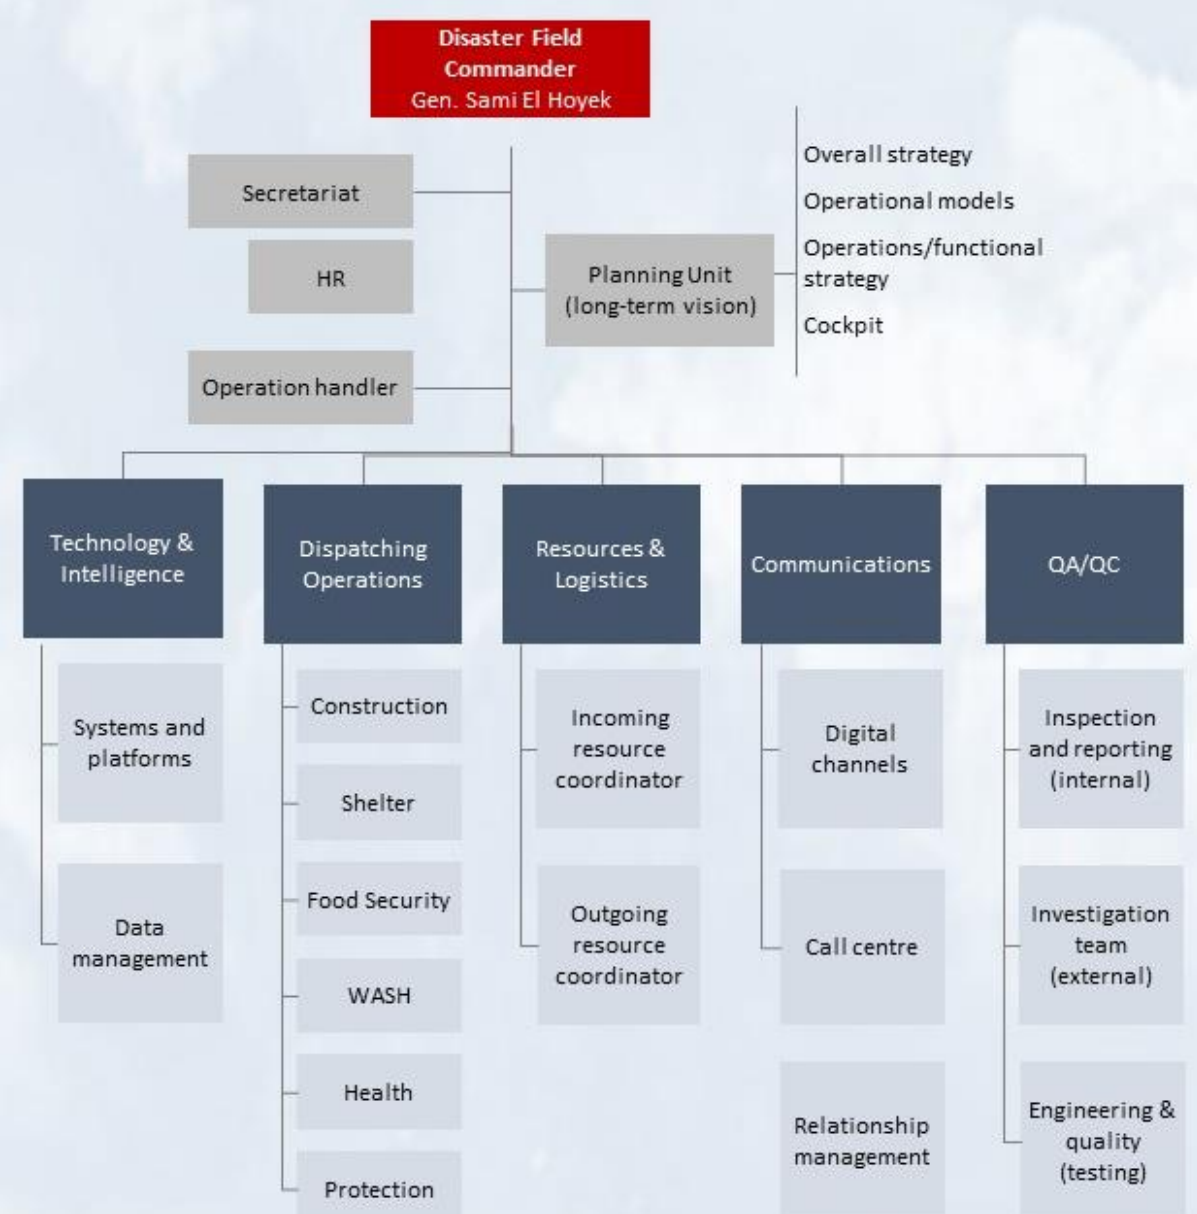 Disaster Field
Commander
Gen. Sami El Hoyek
Secretariat
HR
Operation handler
Planning Unit
(long-term vision)
Overall strategy
Operational models
Operations/functional
strategy
Cockpit
Technology &
Intelligence
Systems and
platforms
Data
management
Dispatching
Operations
Construction
Shelter
Food Security
WASH
Health
Protection
Resources &
Logistics
Incoming
resource
coordinator
Outgoing
resource
coordinator
Communications
Digital
channels
Call centre
Relationship
management
QA/QC
Inspection
and reporting
(internal)
Investigation
team
(external)
Engineering &
quality
(testing)